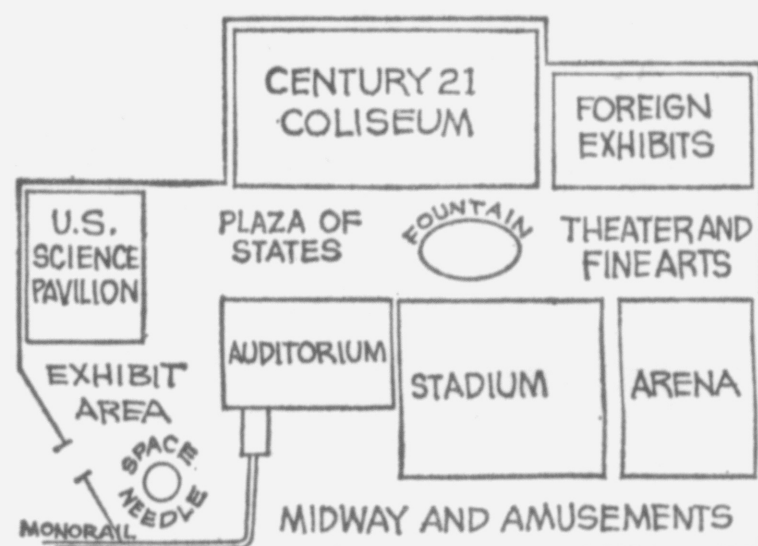 CENTURY 21
COLISEUM
FOREIGN
EXHIBITS
U.S.
SCIENCE
PAVILION
PLAZA OF
STATES
FOUNTAIN
THEATER AND
FINE ARTS
AUDITORIUM
STADIUM
ARENA
EXHIBIT
AREA
SPACE
NEEDLE
MONORAIL
MIDWAY AND AMUSEMENTS